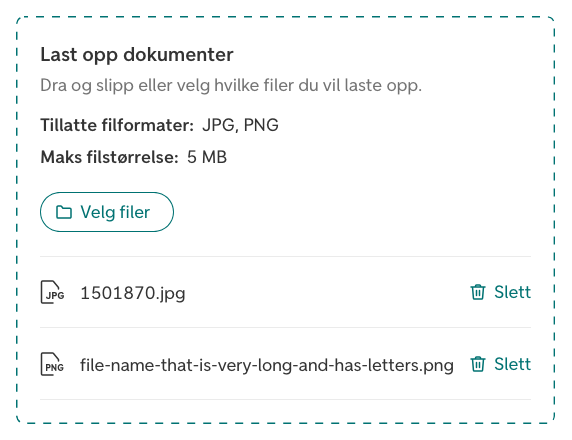 Last opp dokumenter
Dra og slipp eller velg hvilke filer du vil laste opp.
Tillatte filformater: JPG, PNG
Maks filstørrelse: 5 MB
Velg filer
JPG 1501870.jpg Slett
PNG file-name-that-is-very-long-and-has-letters.png Slett